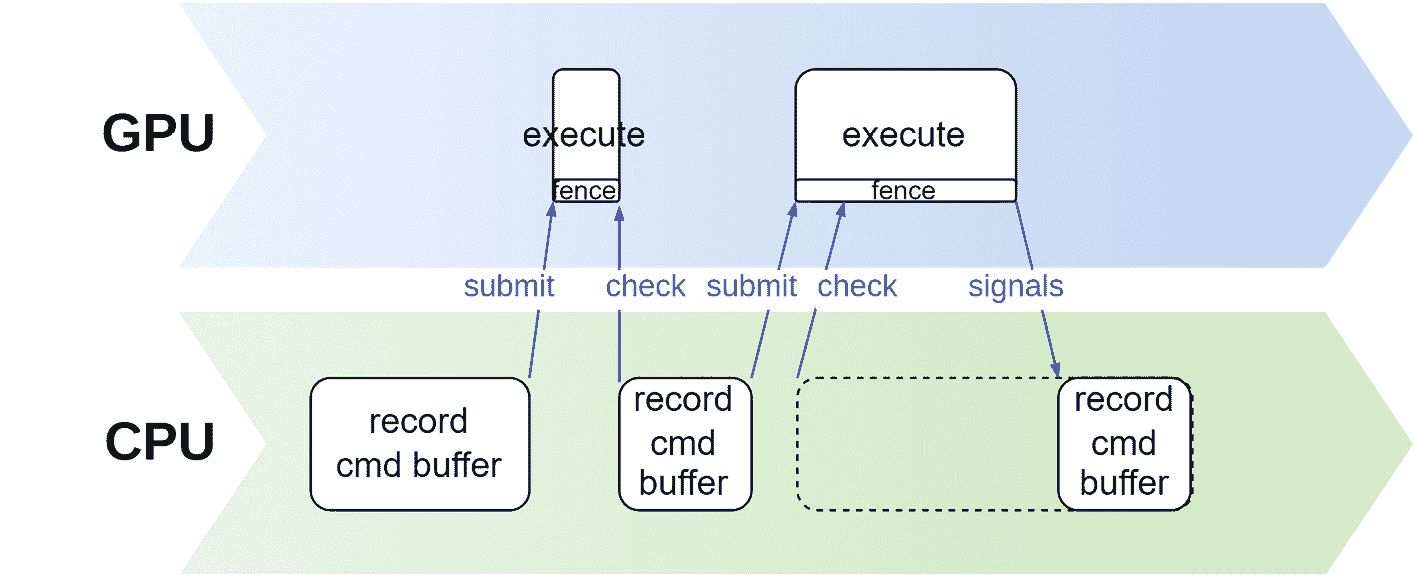 GPU
execute
fence
execute
fence
submit
check
submit
check
signals
CPU
record
cmd buffer
record
cmd
buffer
record
cmd
buffer